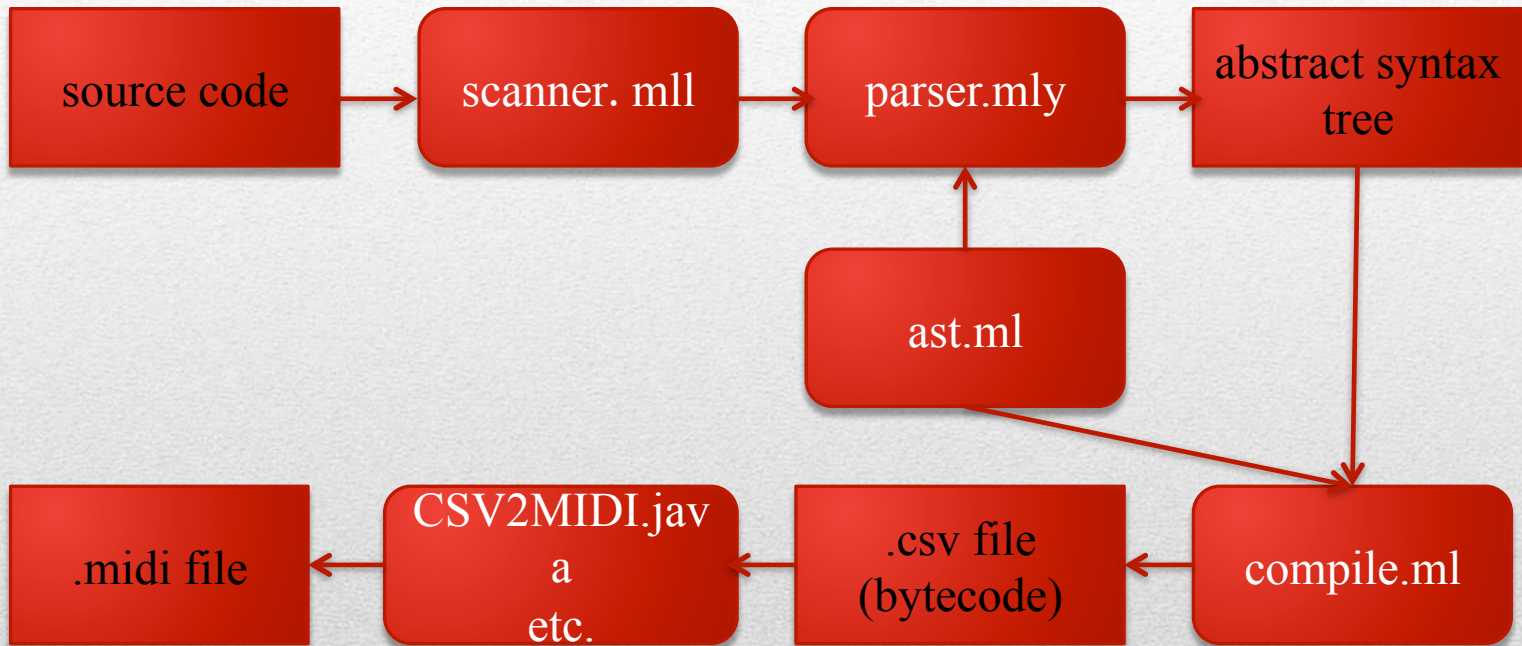 source code
scanner. mll
parser.mly
abstract syntax
tree
ast.ml
.midi file
CSV2MIDI.jav
a
etc.
.csv file
(bytecode)
compile.ml